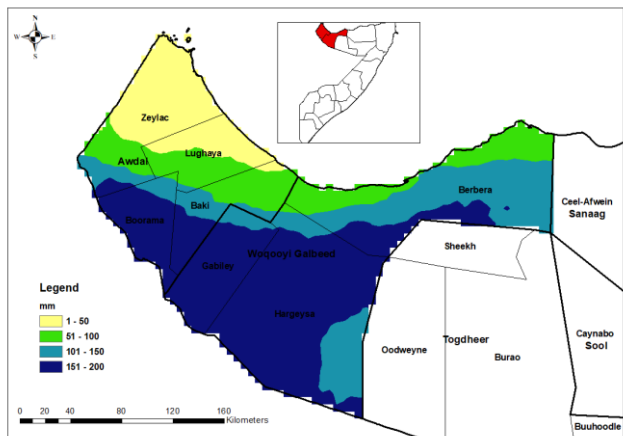 N
W E
S
Zeylac
Lughaya
Awdal
Baki
Boorama
Berbera
Ceel-Afwein
Sanaag
Sheekh
Woqooyi Galbeed
Gabiley
Hargeysa
Oodweyne
Togdheer
Burao
Caynabo
Sool
Buuhoodle
Legend
mm
1 - 50
51 - 100
101 - 150
151 - 200
0 20 40 80 120 160
Kilometers